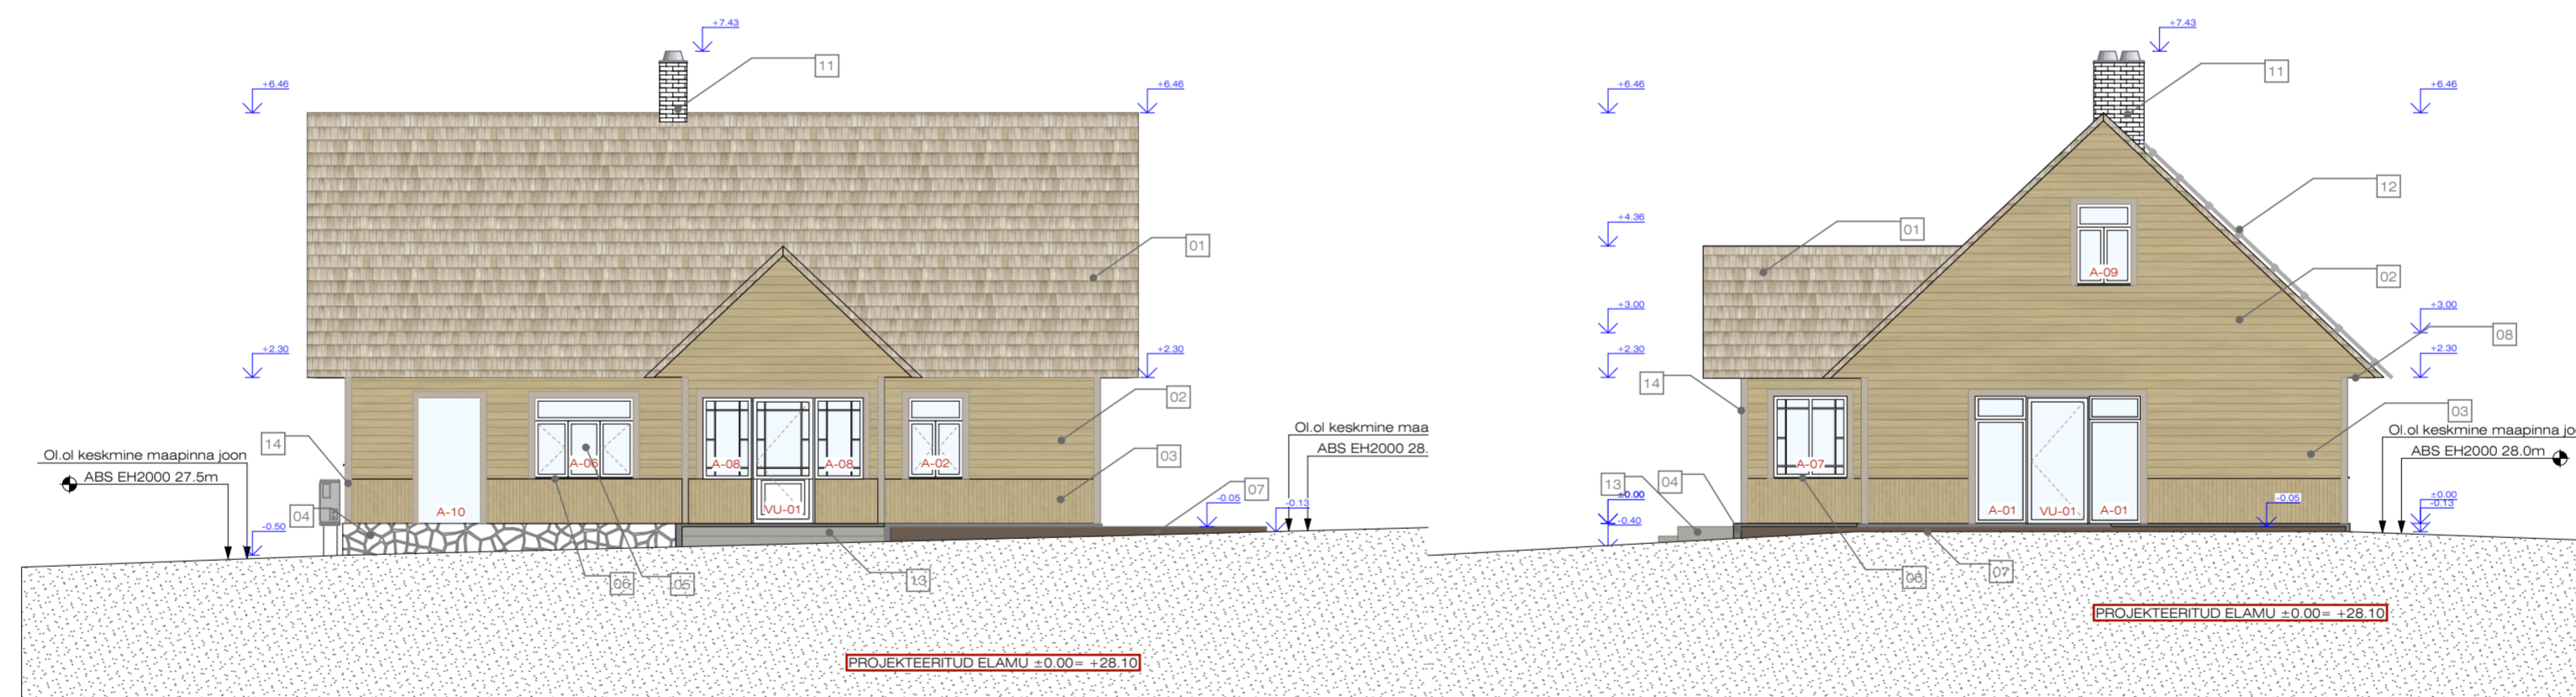 +7.43
+6.46
11
+6.46
01
+2.30
+2.30
02
14
03
Ol.ol keskmine maapinna joon
ABS EH2000 27.5m
Ol.ol keskmine maa
ABS EH2000 28.
A-06
A-08
A-08
A-02
A-10
VU-01
04
-0.50
07
-0.05
-0.13
06
05
13
PROJEKTEERITUD ELAMU ±0.00= +28.10
+7.43
+6.46
11
+6.46
12
+4.36
01
A-09
02
+3.00
+3.00
08
+2.30
+2.30
14
03
Ol.ol keskmine maapinna joo
ABS EH2000 28.0m
A-07
13
04
±0.00
-0.40
A-01
VU-01
A-01
-0.05
±0.00
-0.13
06
07
PROJEKTEERITUD ELAMU ±0.00= +28.10